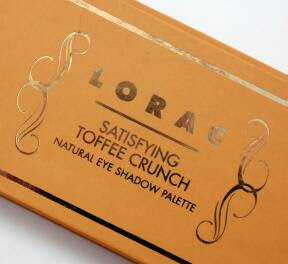 LORAC
SATISFYING
TOFFEE CRUNCH
NATURAL EYE SHADOW PALETTE